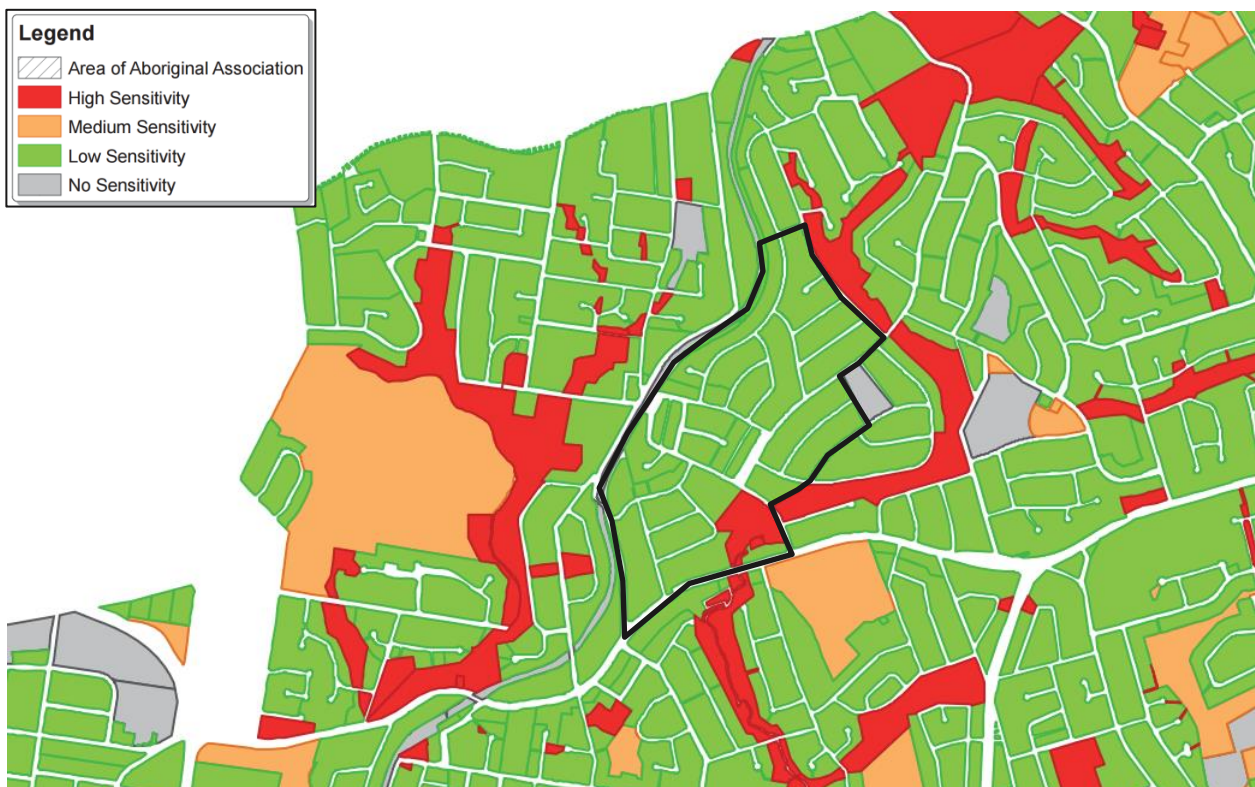 Legend
Area of Aboriginal Association
High Sensitivity
Medium Sensitivity
Low Sensitivity
No Sensitivity